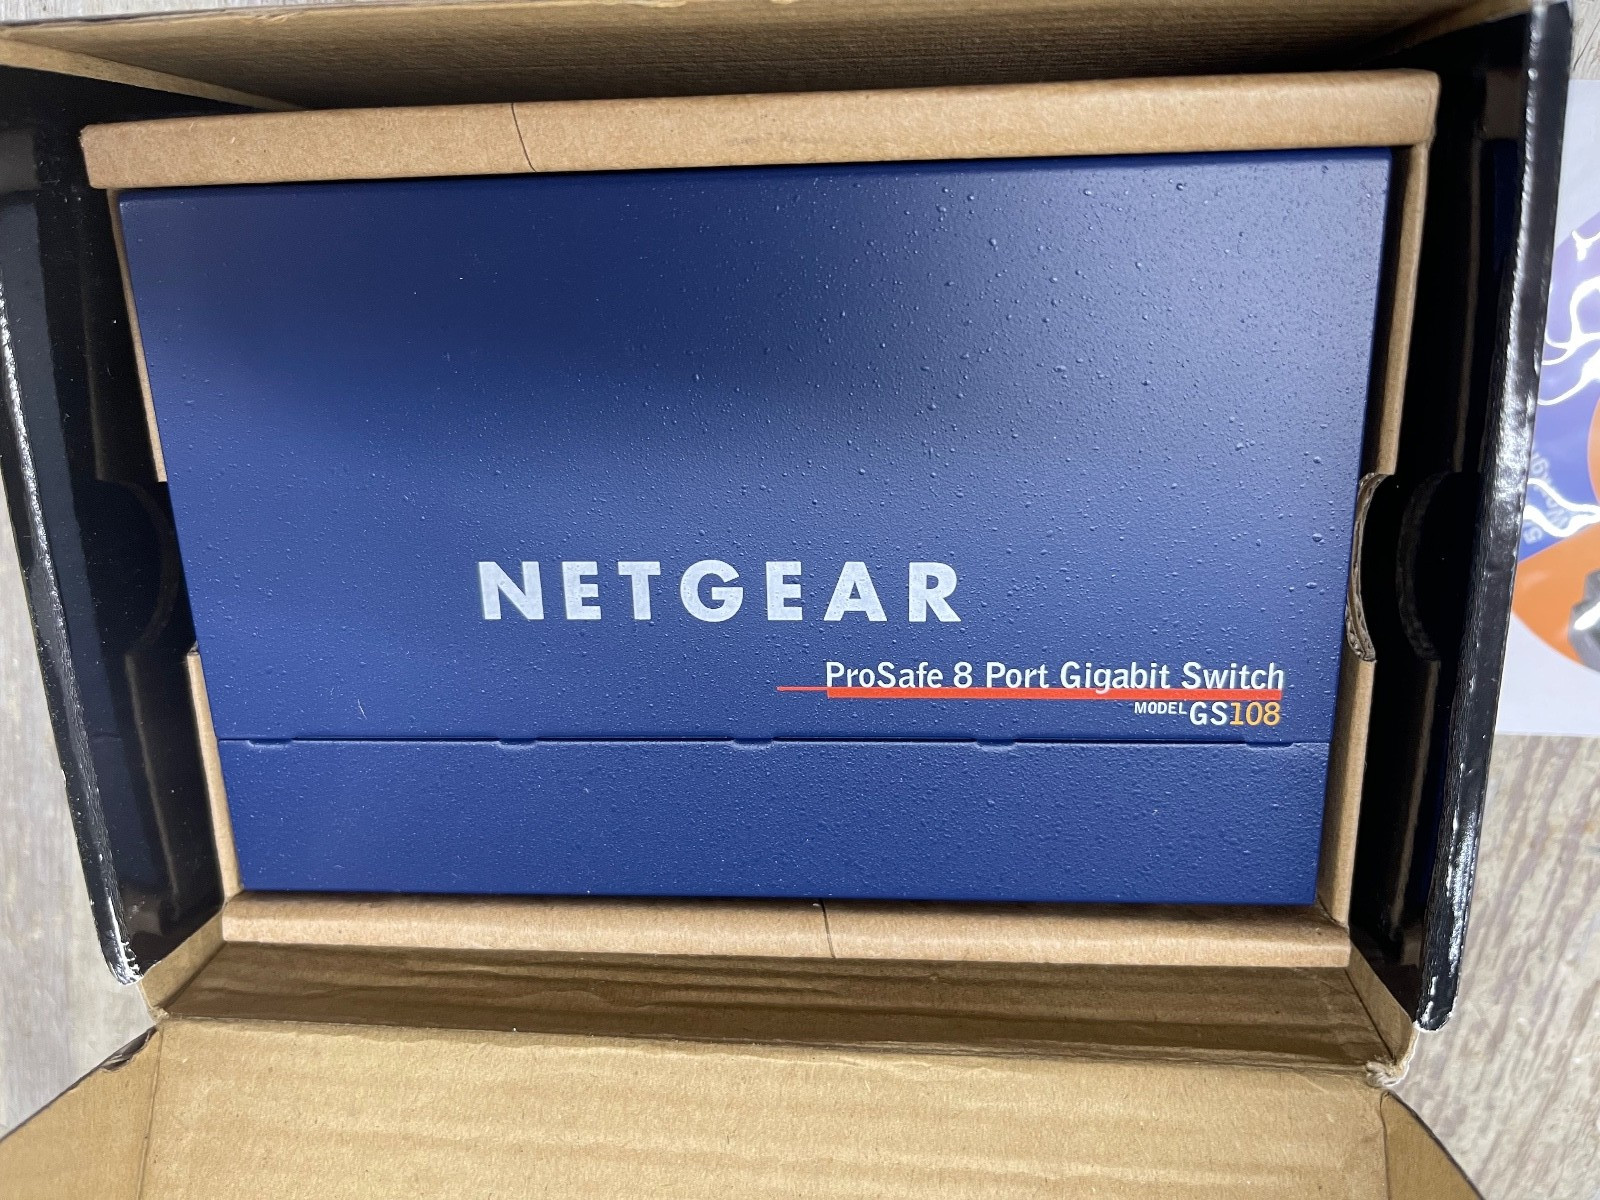 NETGEAR
ProSafe 8 Port Gigabit Switch
MODEL GS108